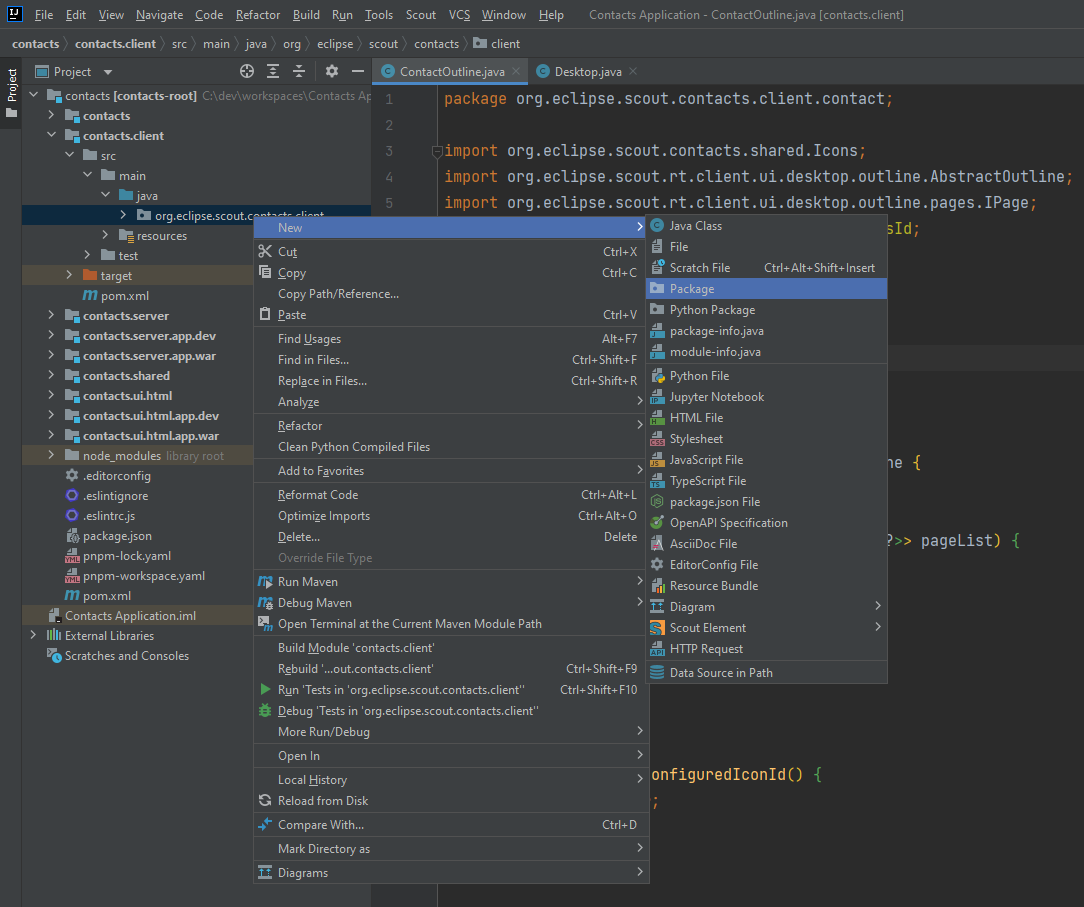 File Edit View Navigate Code Refactor Build Run Tools Scout VCS Window Help Contacts Application - ContactOutline.java [contacts.client]
contacts contacts.client src main java org eclipse scout contacts client
Project
Project
ContactOutline.java
Desktop.java
contacts [contacts-root] C:\dev\workspaces\Contacts Ap
contacts
contacts.client
src
main
java
org.eclipse.scout.contacts.client
resources
test
target
pom.xml
contacts.server
contacts.server.app.dev
contacts.server.app.war
contacts.shared
contacts.ui.html
contacts.ui.html.app.dev
contacts.ui.html.app.war
node_modules library root
.editorconfig
.eslintignore
.eslintrc.js
package.json
pnpm-lock.yaml
pnpm-workspace.yaml
pom.xml
Contacts Application.iml
External Libraries
Scratches and Consoles
1 package org.eclipse.scout.contacts.client.contact;
2
3 import org.eclipse.scout.contacts.shared.Icons;
4 import org.eclipse.scout.rt.client.ui.desktop.outline.AbstractOutline;
5 import org.eclipse.scout.rt.client.ui.desktop.outline.pages.IPage;
sId;
ne {
?>> pageList) {
onfiguredIconId() {
;
New
Cut Ctrl+X
Copy Ctrl+C
Copy Path/Reference...
Paste Ctrl+V
Find Usages Alt+F7
Find in Files... Ctrl+Shift+F
Replace in Files... Ctrl+Shift+R
Analyze
Refactor
Clean Python Compiled Files
Add to Favorites
Reformat Code Ctrl+Alt+L
Optimize Imports Ctrl+Alt+O
Delete... Delete
Override File Type
Run Maven
Debug Maven
Open Terminal at the Current Maven Module Path
Build Module 'contacts.client'
Rebuild '...out.contacts.client' Ctrl+Shift+F9
Run 'Tests in 'org.eclipse.scout.contacts.client'' Ctrl+Shift+F10
Debug 'Tests in 'org.eclipse.scout.contacts.client''
More Run/Debug
Open In
Local History
Reload from Disk
Compare With... Ctrl+D
Mark Directory as
Diagrams
Java Class
File
Scratch File Ctrl+Alt+Shift+Insert
Package
Python Package
package-info.java
module-info.java
Python File
Jupyter Notebook
HTML File
Stylesheet
JavaScript File
TypeScript File
package.json File
OpenAPI Specification
AsciiDoc File
EditorConfig File
Resource Bundle
Diagram
Scout Element
HTTP Request
Data Source in Path